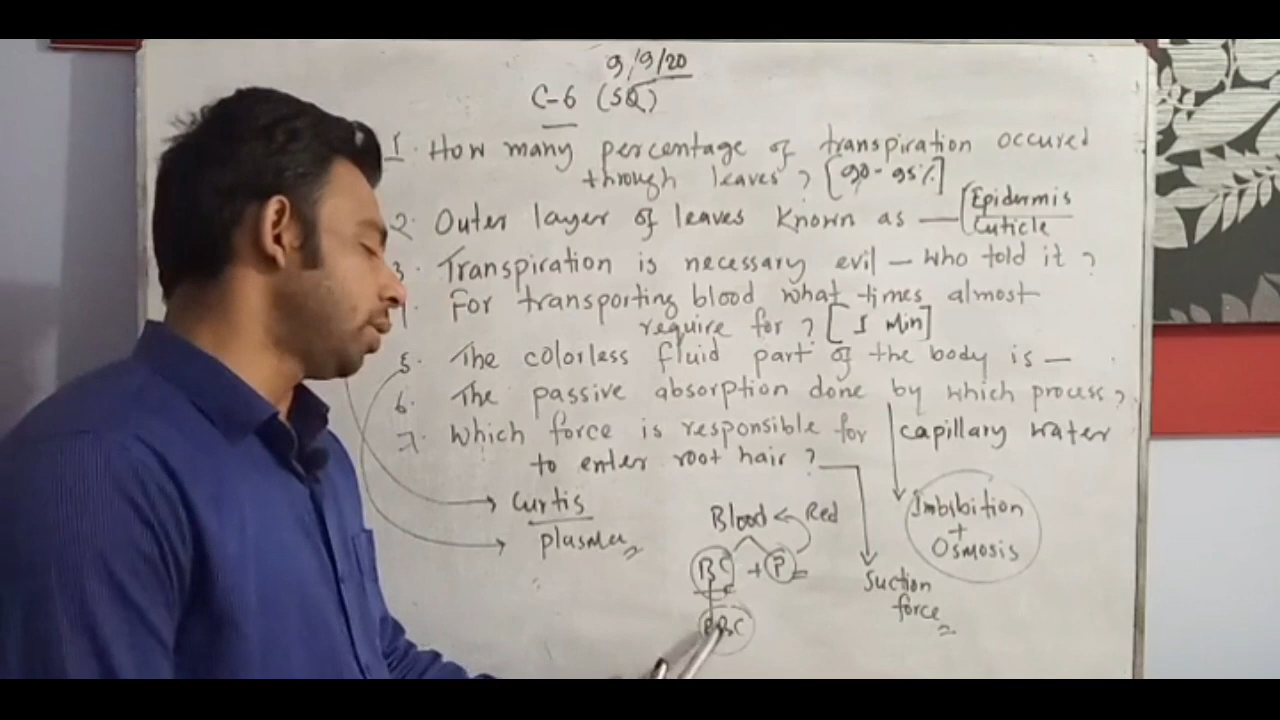 9/9/20
C-6 (SQ)
1. How many percentage of transpiration occured
through leaves? [90-95%]
2. Outer layer of leaves known as — [Epidermis
Cuticle
3. Transpiration is necessary evil — who told it?
4. For transporting blood what times almost
require for? [1 Min]
5. The colorless fluid part of the body is —
6. The passive absorption done by which process?
7. Which force is responsible for capillary water
to enter root hair?
Curtis
plasma
Blood ← Red
BC + P
RBC
Imbibition
+
Osmosis
Suction
force